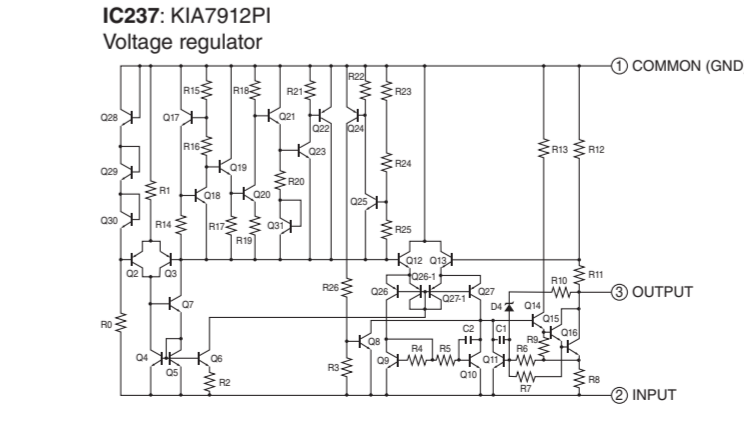 IC237: KIA7912PI
Voltage regulator
① COMMON (GND
R15 R18 R21 R22 R23
Q28 Q17 Q21 Q22 Q24
R16 Q23 R13 R12
Q29 Q19 R24
R1 Q18 Q20 R20 Q25
Q30 R14 R17 R19 Q31 R25
Q2 Q3 Q12 Q13
Q26-1 R10 R11
R26 Q26 Q27-1 Q27 ③ OUTPUT
Q7 D4 Q14
R0 Q15
C2 C1 Q16
Q8 R9
Q4 Q5 Q6 R3 Q9 R4 R5 Q10 Q11 R6
R2 R7 R8
② INPUT